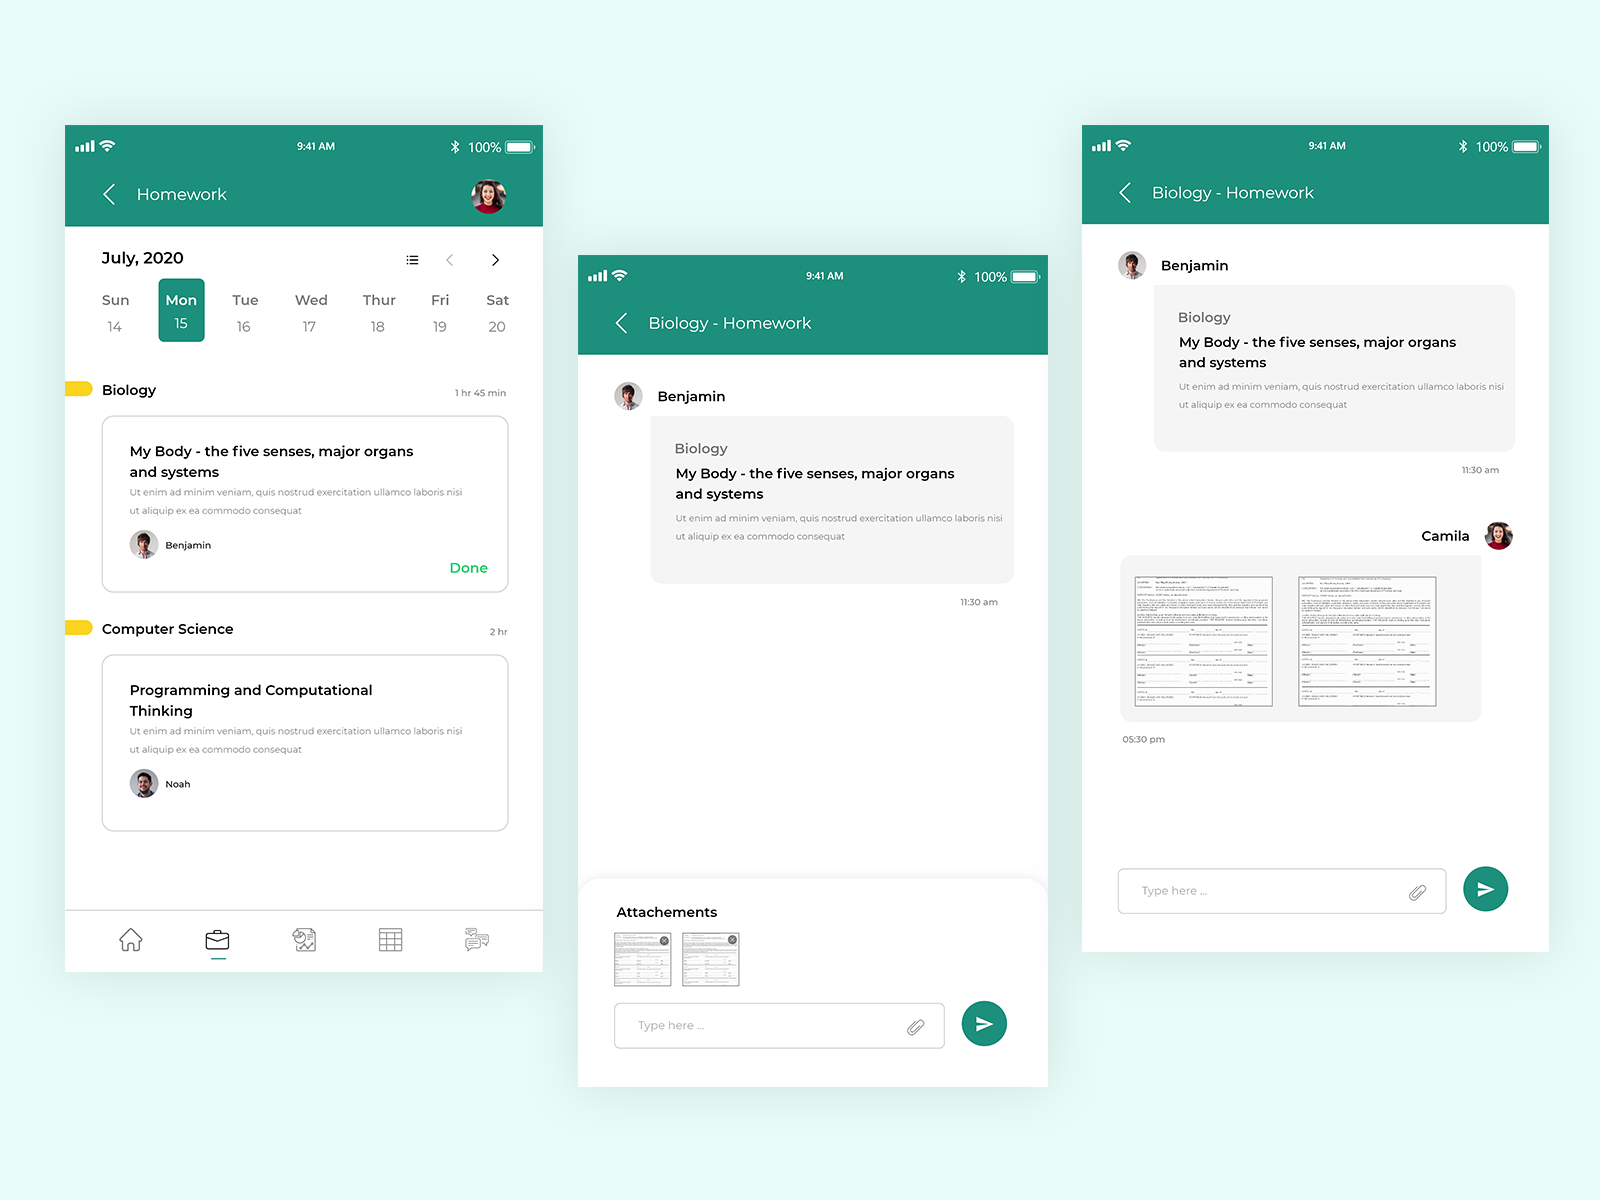 9:41 AM
100%
Homework
July, 2020
Sun Mon Tue Wed Thur Fri Sat
14 15 16 17 18 19 20
Biology
1 hr 45 min
My Body - the five senses, major organs
and systems
Ut enim ad minim veniam, quis nostrud exercitation ullamco laboris nisi
ut aliquip ex ea commodo consequat
Benjamin
Done
Computer Science
2 hr
Programming and Computational
Thinking
Ut enim ad minim veniam, quis nostrud exercitation ullamco laboris nisi
ut aliquip ex ea commodo consequat
Noah
9:41 AM
100%
Biology - Homework
Benjamin
Biology
My Body - the five senses, major organs
and systems
Ut enim ad minim veniam, quis nostrud exercitation ullamco laboris nisi
ut aliquip ex ea commodo consequat
11:30 am
Attachements
Type here ...
9:41 AM
100%
Biology - Homework
Benjamin
Biology
My Body - the five senses, major organs
and systems
Ut enim ad minim veniam, quis nostrud exercitation ullamco laboris nisi
ut aliquip ex ea commodo consequat
11:30 am
Camila
05:30 pm
Type here ...